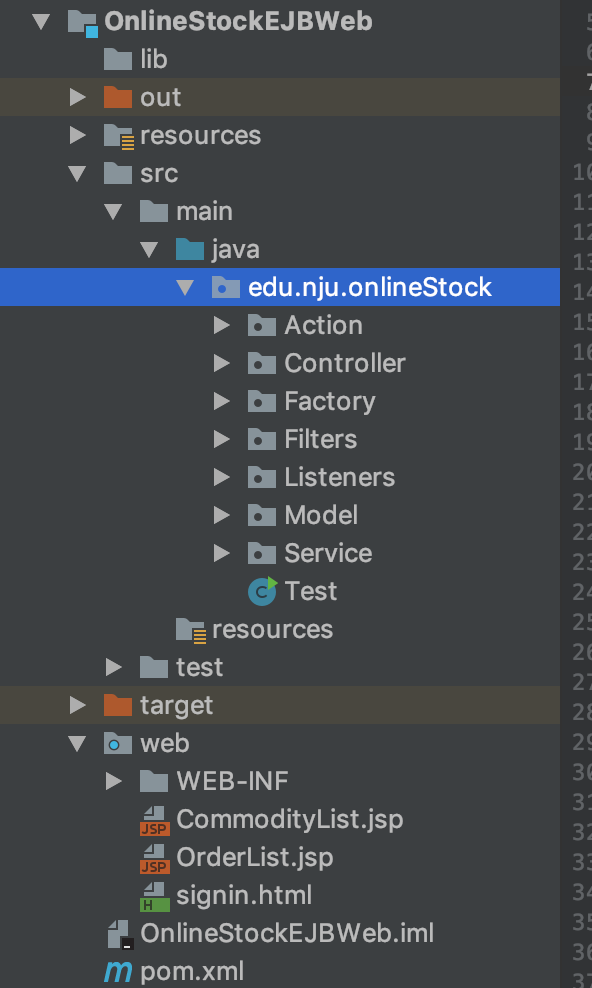 OnlineStockEJBWeb
lib
out
resources
src
main
java
edu.nju.onlineStock
Action
Controller
Factory
Filters
Listeners
Model
Service
C Test
resources
test
target
web
WEB-INF
JSP CommodityList.jsp
JSP OrderList.jsp
H signin.html
OnlineStockEJBWeb.iml
m pom.xml
6
7
8
9
10
11
12
13
14
15
16
17
18
19
20
21
22
23
24
25
26
27
28
29
30
31
32
33
34
35
36